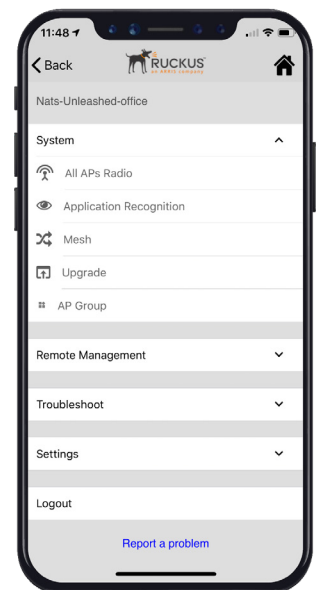 11:48
Back
RUCKUS
an ARRIS company
Nats-Unleashed-office
System
All APs Radio
Application Recognition
Mesh
Upgrade
AP Group
Remote Management
Troubleshoot
Settings
Logout
Report a problem